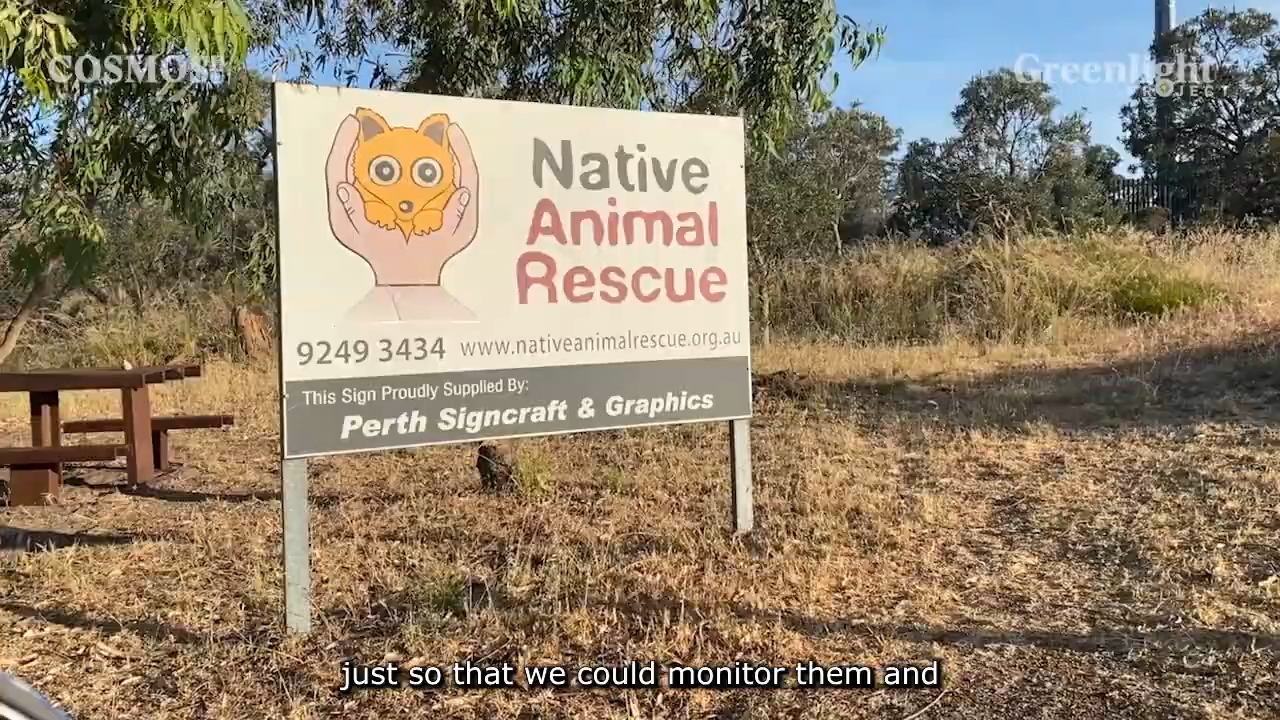 COSMOS
Greenlight
PROJECT
Native
Animal
Rescue
9249 3434 www.nativeanimalrescue.org.au
This Sign Proudly Supplied By:
Perth Signcraft & Graphics
just so that we could monitor them and